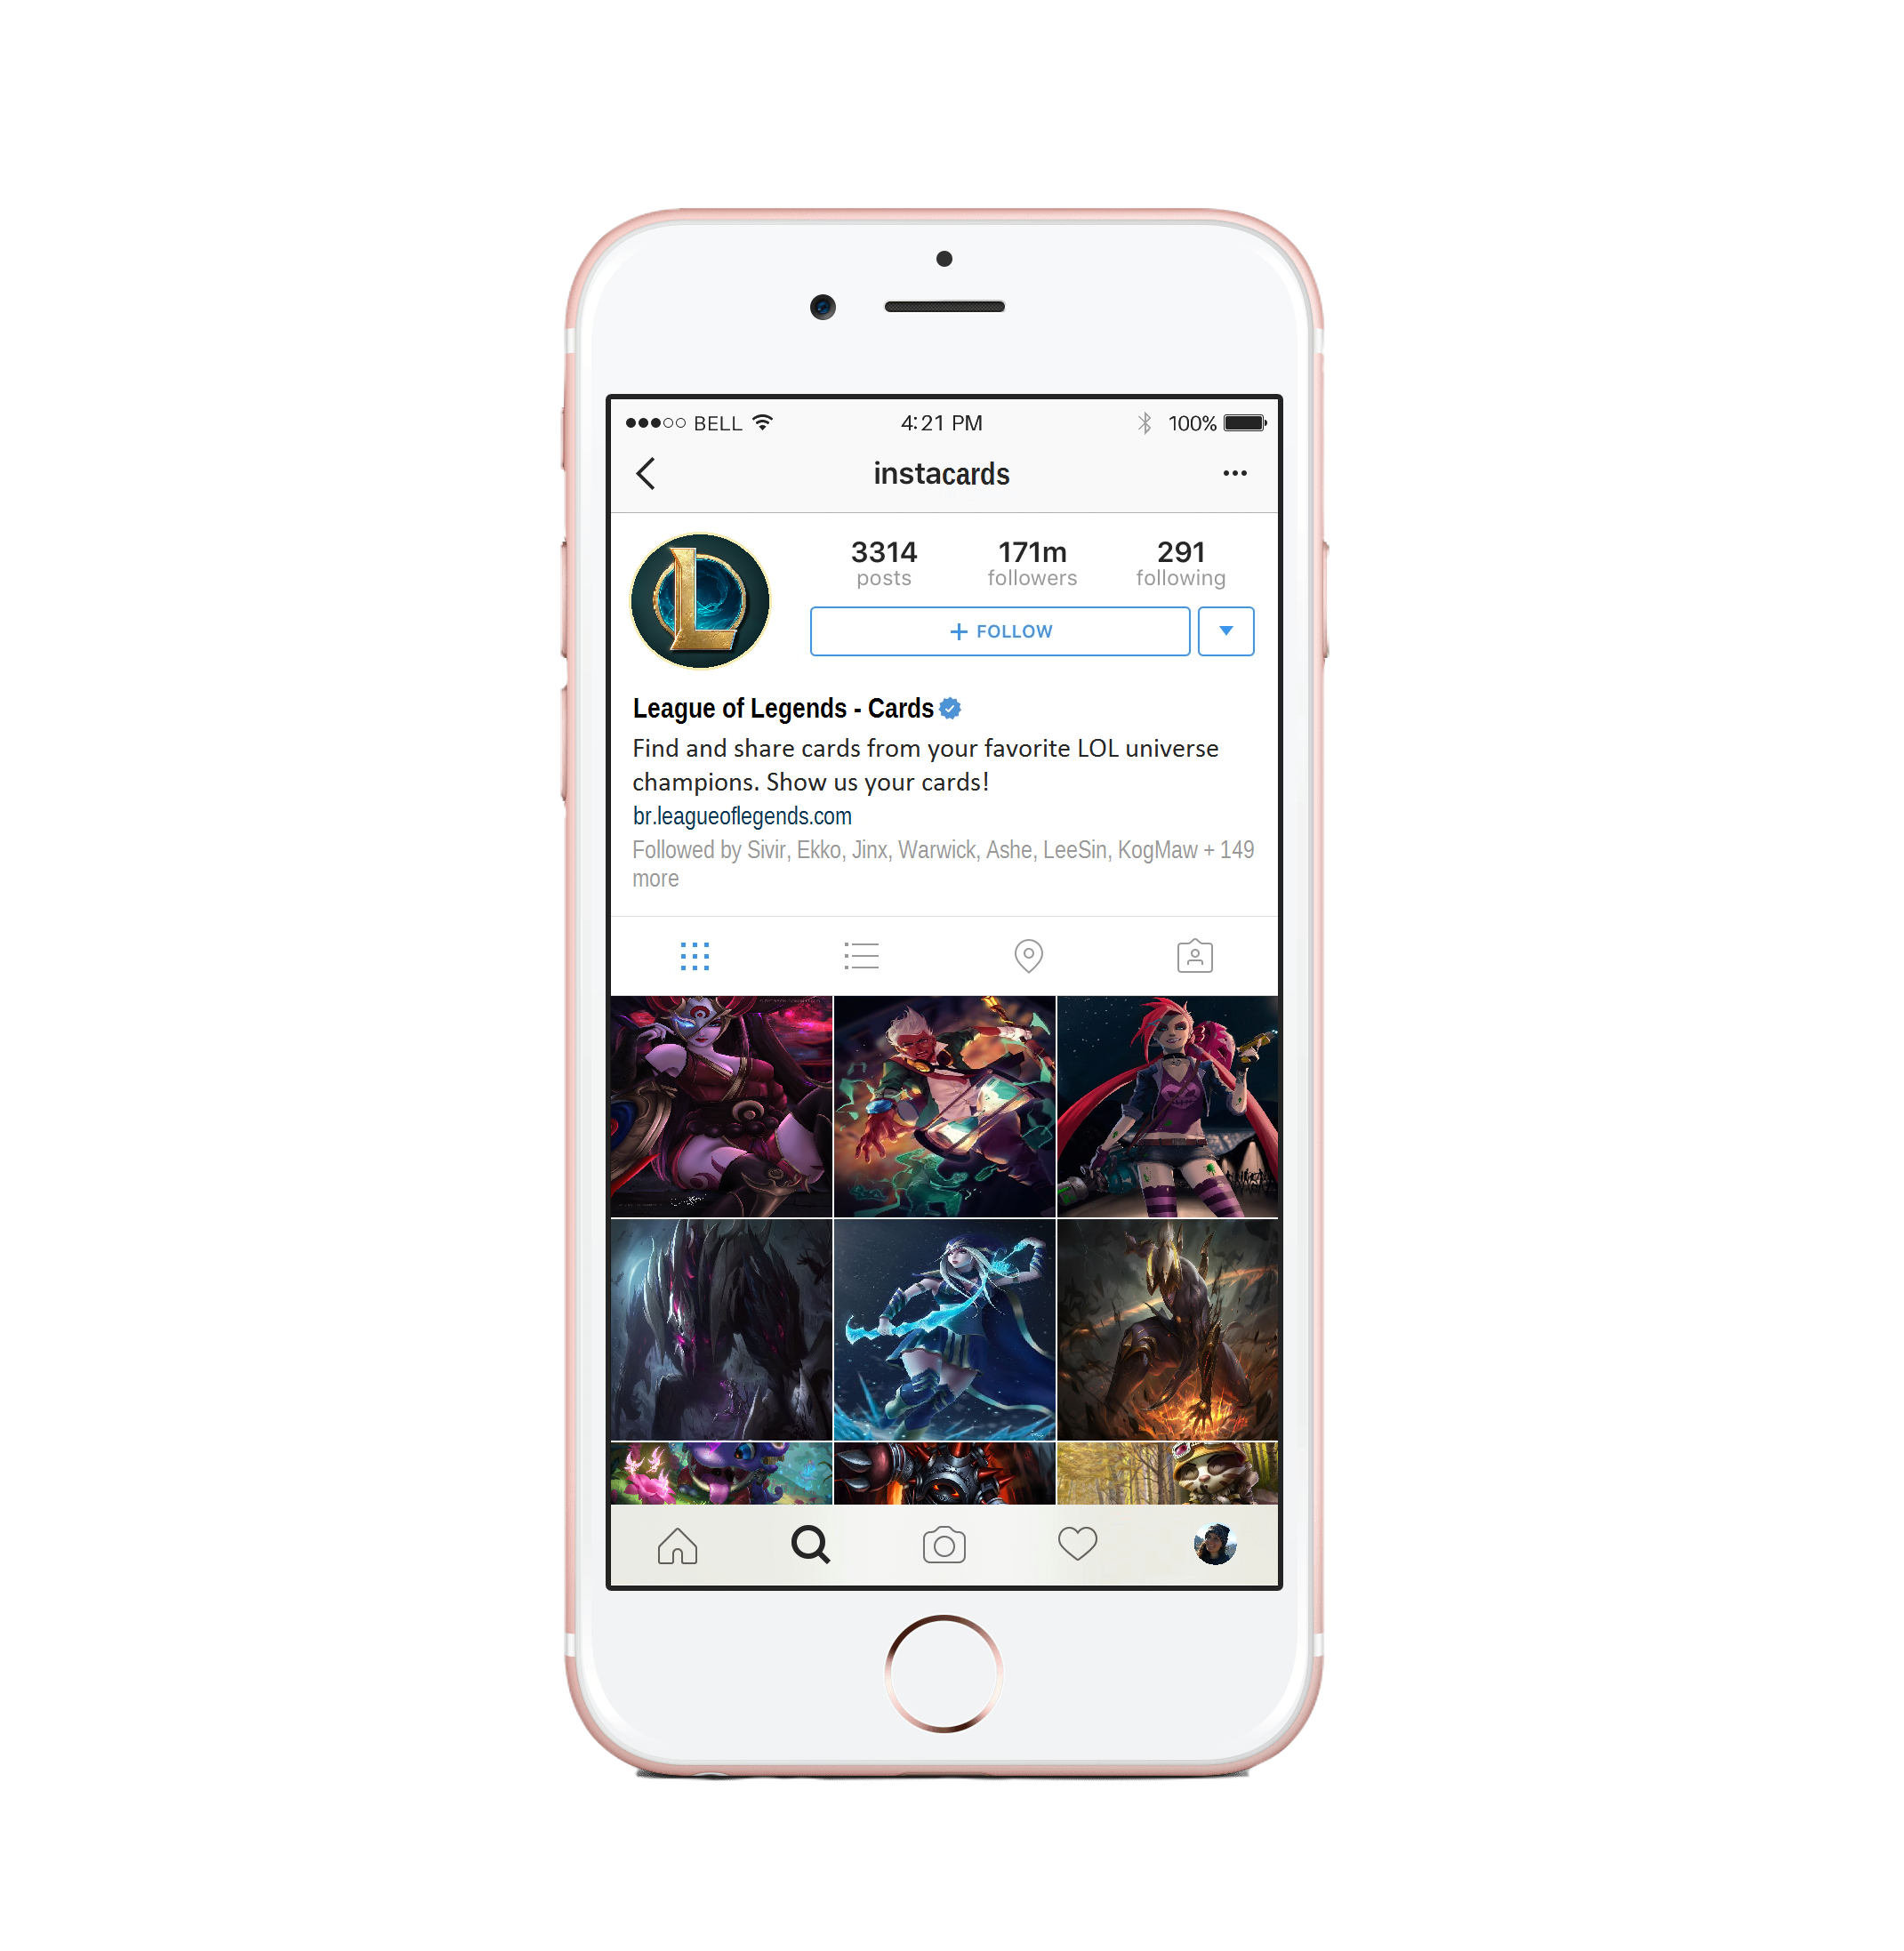 BELL 4:21 PM 100%
instacards
3314 171m 291
posts followers following
+ FOLLOW
League of Legends - Cards
Find and share cards from your favorite LOL universe
champions. Show us your cards!
br.leagueoflegends.com
Followed by Sivir, Ekko, Jinx, Warwick, Ashe, LeeSin, KogMaw + 149
more